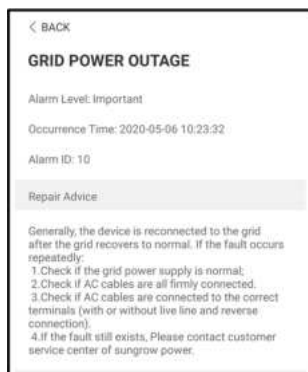 < BACK
GRID POWER OUTAGE
Alarm Level: Important
Occurrence Time: 2020-05-06 10:23:32
Alarm ID: 10
Repair Advice
Generally, the device is reconnected to the grid
after the grid recovers to normal. If the fault occurs
repeatedly:
1.Check if the grid power supply is normal;
2.Check if AC cables are all firmly connected.
3.Check if AC cables are connected to the correct
terminals (with or without live line and reverse
connection).
4.If the fault still exists, Please contact customer
service center of sungrow power.